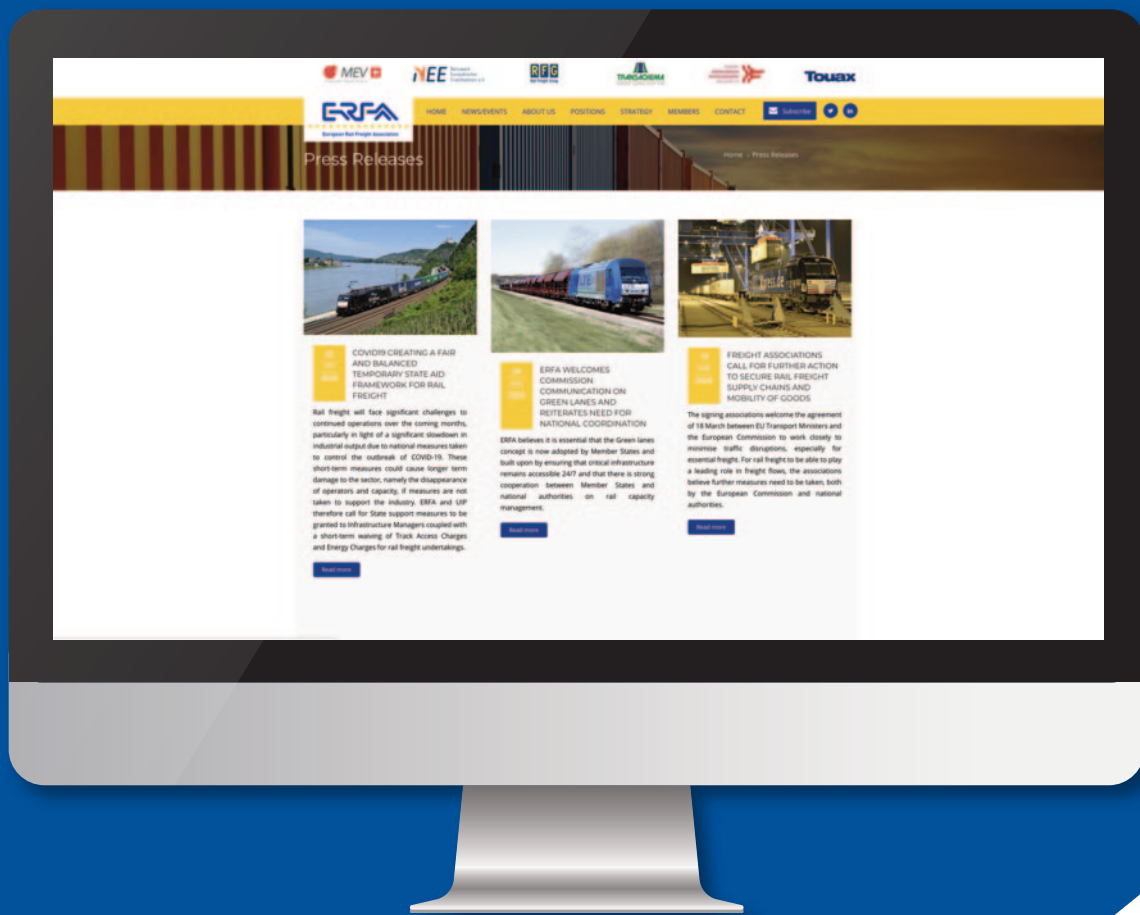 MEV
NEE
RFG
TRANSACHEMA
Touax
ERFA
European Rail Freight Association
HOME NEWS/EVENTS ABOUT US POSITIONS STRATEGY MEMBERS CONTACT Subscribe
Press Releases
Home Press Releases
COVID19 CREATING A FAIR
AND BALANCED
TEMPORARY STATE AID
FRAMEWORK FOR RAIL
FREIGHT
Rail freight will face significant challenges to
continued operations over the coming months,
particularly in light of a significant slowdown in
industrial output due to national measures taken
to control the outbreak of COVID-19. These
short-term measures could cause longer term
damage to the sector, namely the disappearance
of operators and capacity, if measures are not
taken to support the industry. ERFA and UIP
therefore call for State support measures to be
granted to Infrastructure Managers coupled with
a short-term waiving of Track Access Charges
and Energy Charges for rail freight undertakings.
Read more
ERFA WELCOMES
COMMISSION
COMMUNICATION ON
GREEN LANES AND
REITERATES NEED FOR
NATIONAL COORDINATION
ERFA believes it is essential that the Green lanes
concept is now adopted by Member States and
built upon by ensuring that critical infrastructure
remains accessible 24/7 and that there is strong
cooperation between Member States and
national authorities on rail capacity
management.
Read more
FREIGHT ASSOCIATIONS
CALL FOR FURTHER ACTION
TO SECURE RAIL FREIGHT
SUPPLY CHAINS AND
MOBILITY OF GOODS
The signing associations welcome the agreement
of 18 March between EU Transport Ministers and
the European Commission to work closely to
minimise traffic disruptions, especially for
essential freight. For rail freight to be able to play
a leading role in freight flows, the associations
believe further measures need to be taken, both
by the European Commission and national
authorities.
Read more